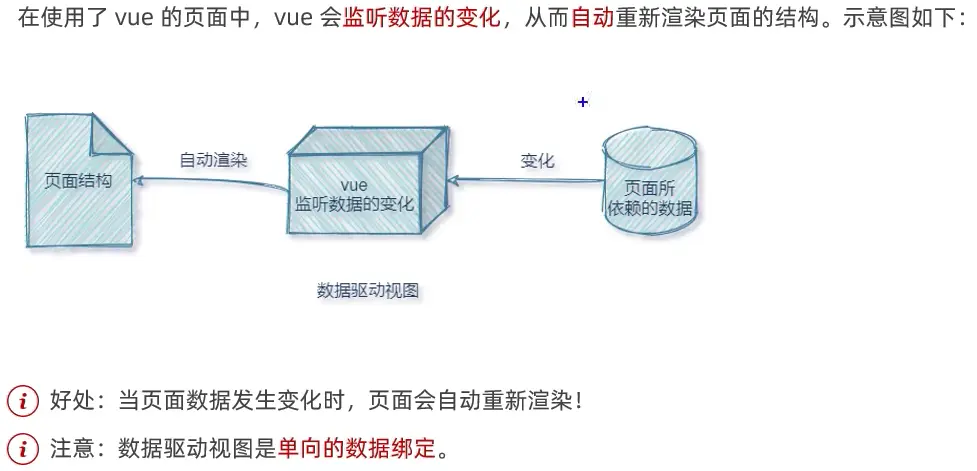 在使用了 vue 的页面中，vue 会监听数据的变化，从而自动重新渲染页面的结构。示意图如下：
自动渲染
变化
页面结构
vue
监听数据的变化
页面所
依赖的数据
数据驱动视图
好处：当页面数据发生变化时，页面会自动重新渲染！
注意：数据驱动视图是单向的数据绑定。